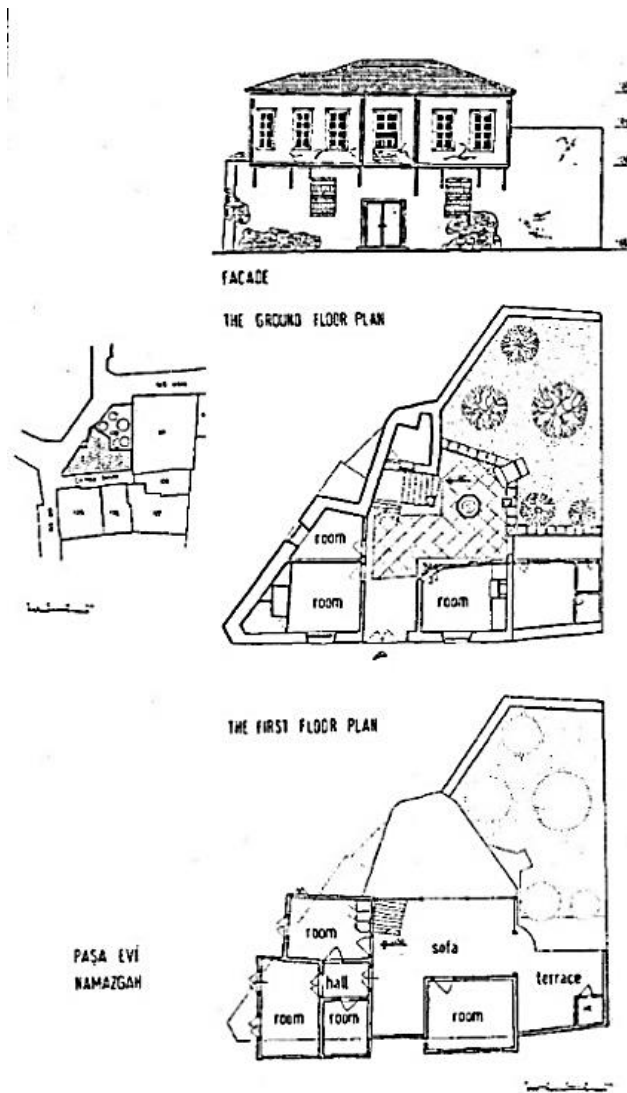 FACADE
THE GROUND FLOOR PLAN
room
room
room
THE FIRST FLOOR PLAN
room
sofa
hall
terrace
room
room
room
PAŞA EVİ
NAMAZGAH